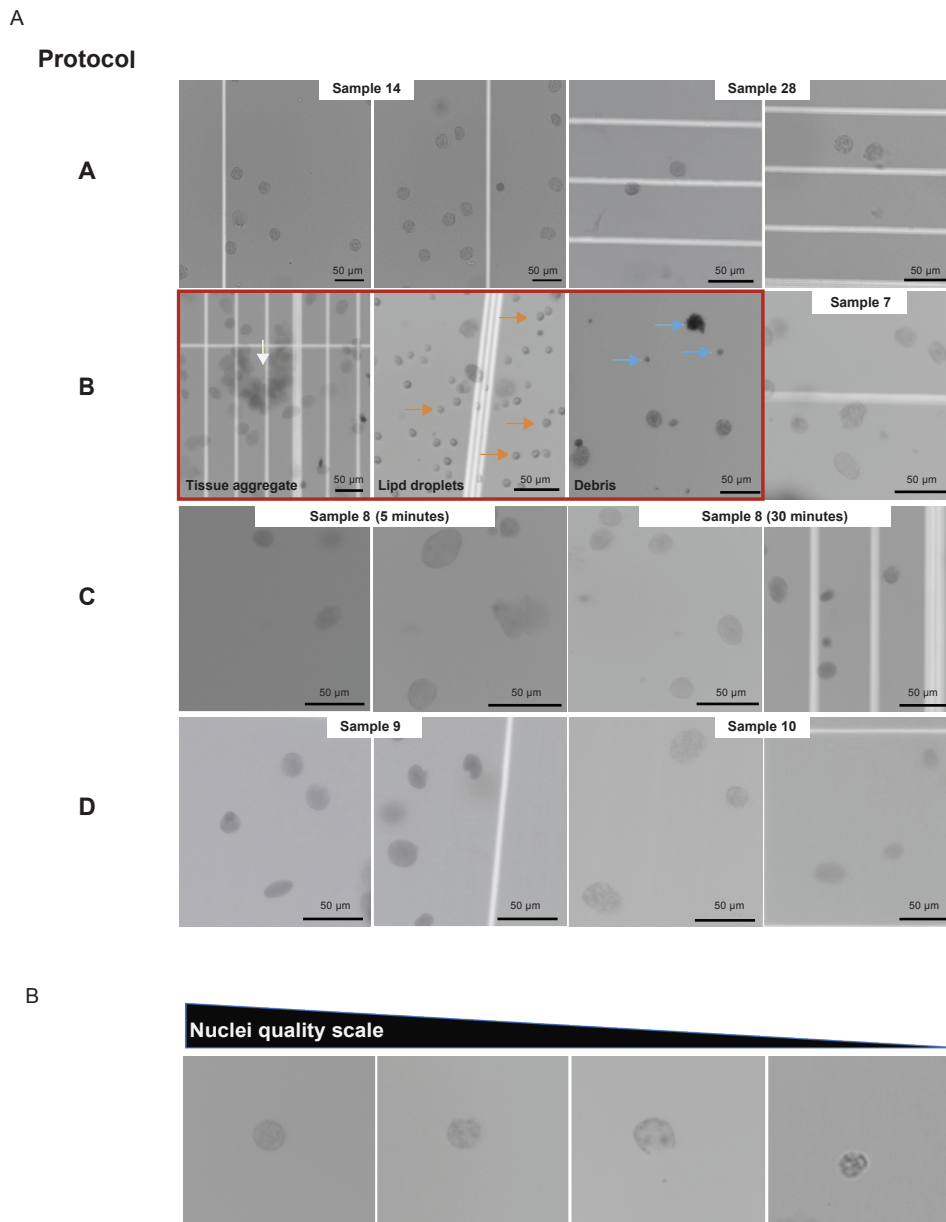 A
Protocol
Sample 14
Sample 28
A
50 µm
50 µm
50 µm
50 µm
Sample 7
B
Tissue aggregate
50 µm
Lipd droplets
50 µm
Debris
50 µm
50 µm
Sample 8 (5 minutes)
Sample 8 (30 minutes)
C
50 µm
50 µm
50 µm
50 µm
Sample 9
Sample 10
D
50 µm
50 µm
50 µm
50 µm
B
Nuclei quality scale